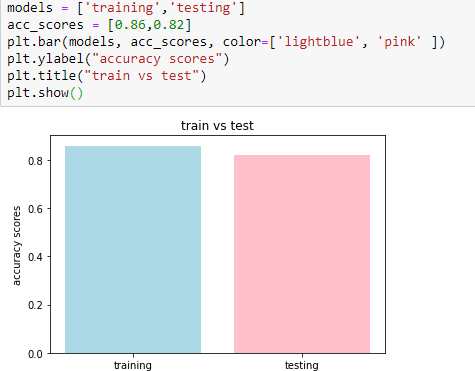 models = ['training','testing']
acc_scores = [0.86,0.82]
plt.bar(models, acc_scores, color=['lightblue', 'pink' ])
plt.ylabel("accuracy scores")
plt.title("train vs test")
plt.show()
train vs test
0.8
0.6
0.4
0.2
0.0
accuracy scores
training testing